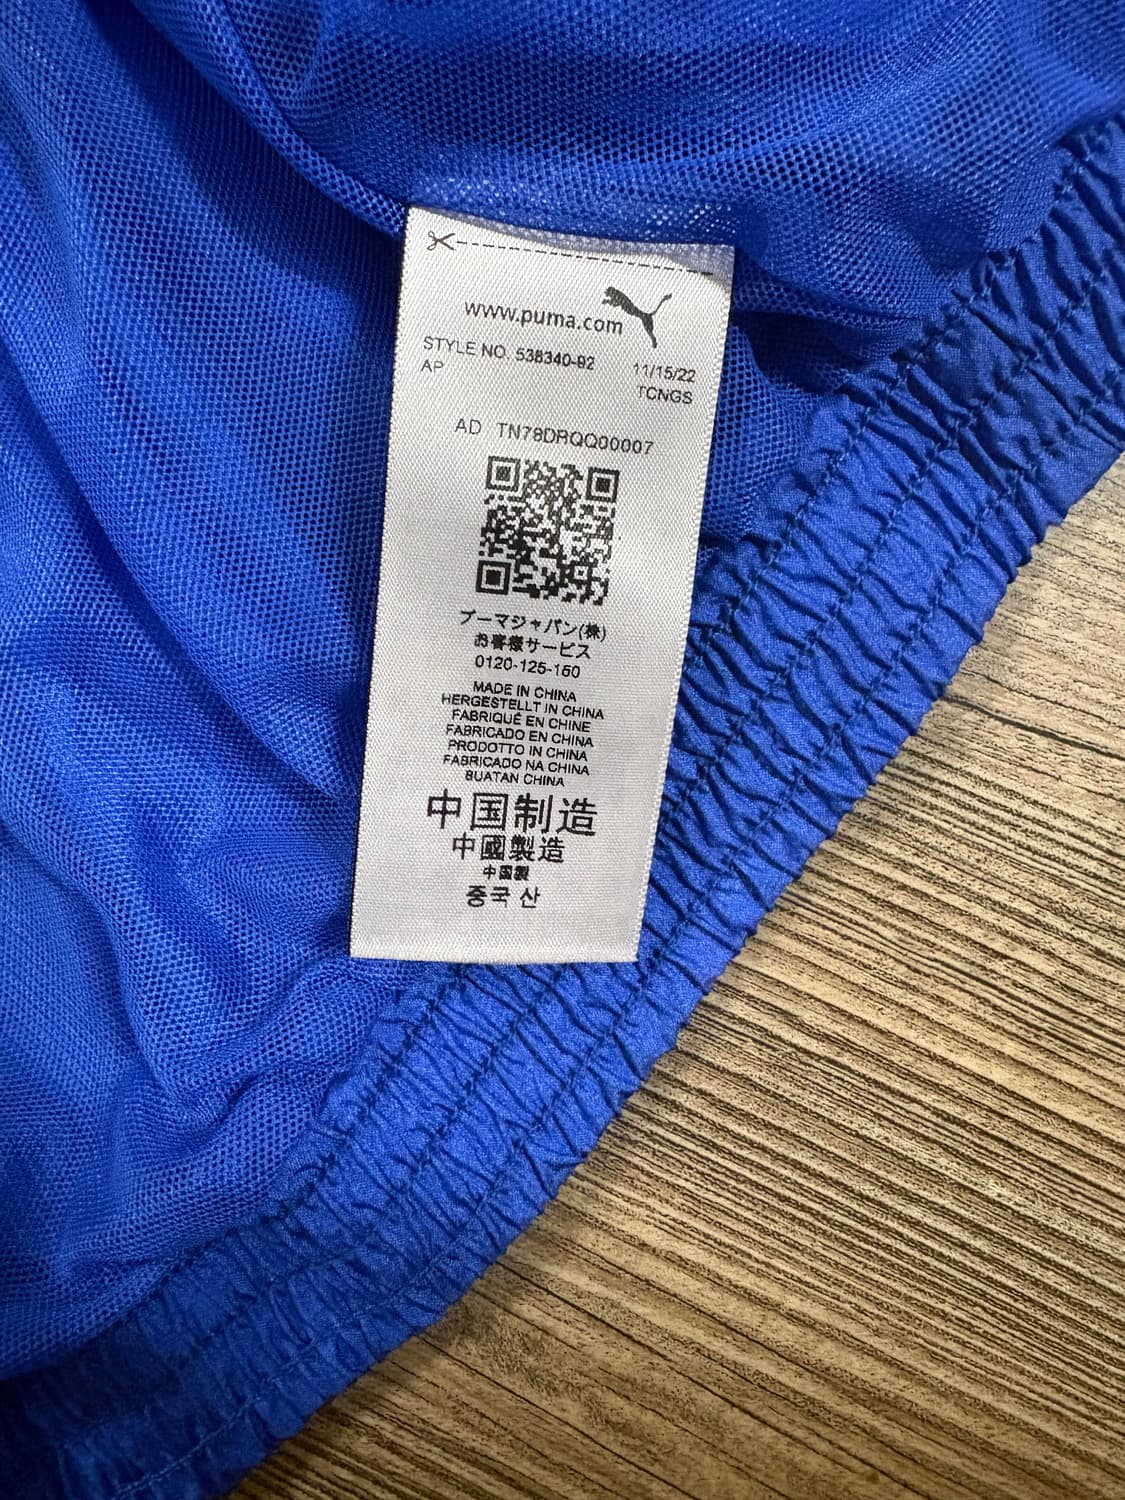 www.puma.com
STYLE NO. 538340-92 11/15/22
AP TCNGS
AD TN78DRQQ00007
プーマジャパン(株)
お客様サービス
0120-125-150
MADE IN CHINA
HERGESTELLT IN CHINA
FABRIQUÉ EN CHINE
FABRICADO EN CHINA
PRODOTTO IN CHINA
FABRICADO NA CHINA
BUATAN CHINA
中国制造
中國製造
中国製
중국 산